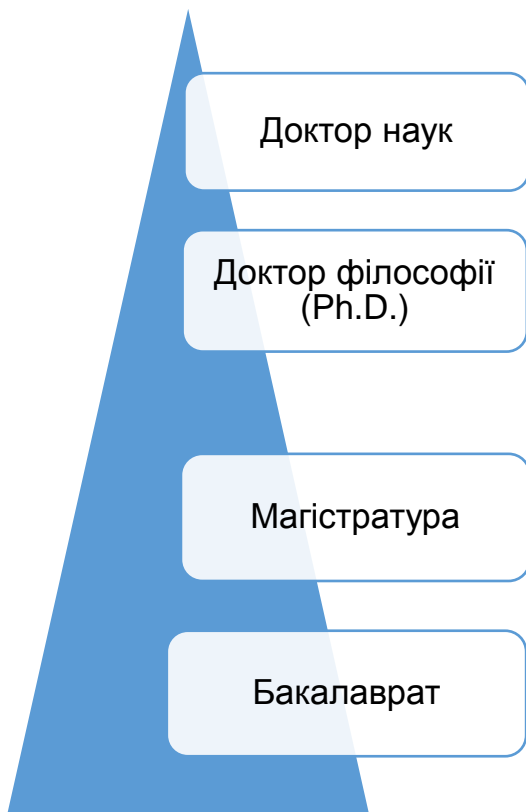 Доктор наук
Доктор філософії
(Ph.D.)
Магістратура
Бакалаврат